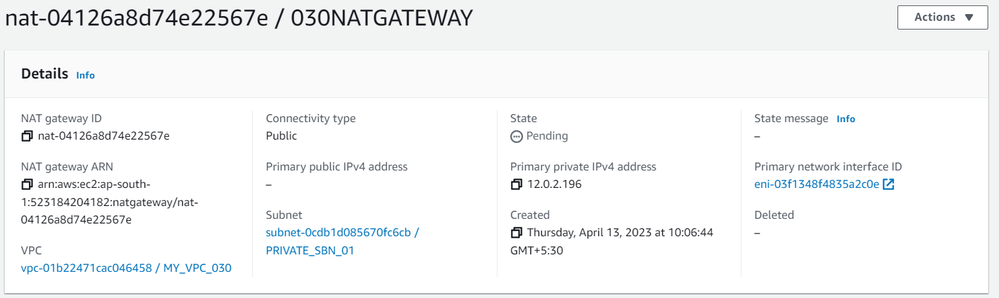 nat-04126a8d74e22567e / 030NATGATEWAY
Actions
Details Info
NAT gateway ID
nat-04126a8d74e22567e
NAT gateway ARN
arn:aws:ec2:ap-south-
1:523184204182:natgateway/nat-
04126a8d74e22567e
VPC
vpc-01b22471cac046458 / MY_VPC_030
Connectivity type
Public
Primary public IPv4 address
–
Subnet
subnet-0cdb1d085670fc6cb /
PRIVATE_SBN_01
State
Pending
Primary private IPv4 address
12.0.2.196
Created
Thursday, April 13, 2023 at 10:06:44
GMT+5:30
State message Info
–
Primary network interface ID
eni-03f1348f4835a2c0e
Deleted
–